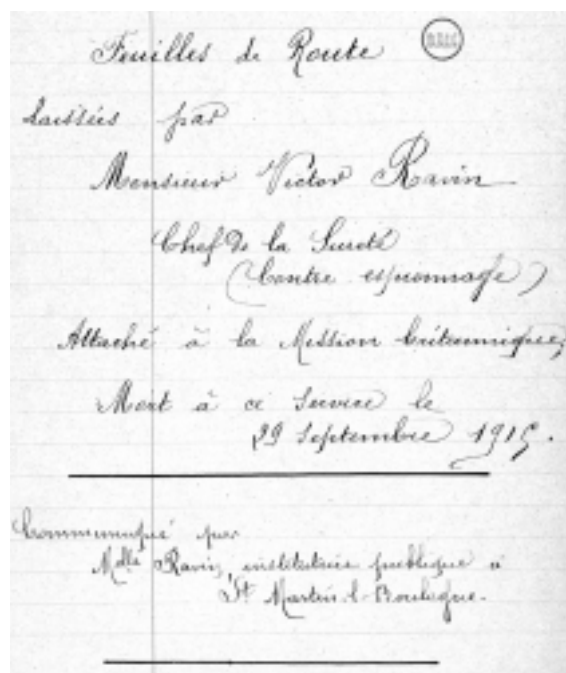 Feuilles de Route
laissées par
Monsieur Victor Ravin
Chef de la Sureté
(Contre espionnage)
Attaché à la Mission britannique,
Mort à ce service le
29 septembre 1915.
Communiqué par
Melle Ravin, institutrice publique à
St Martin-l-Boulogne.